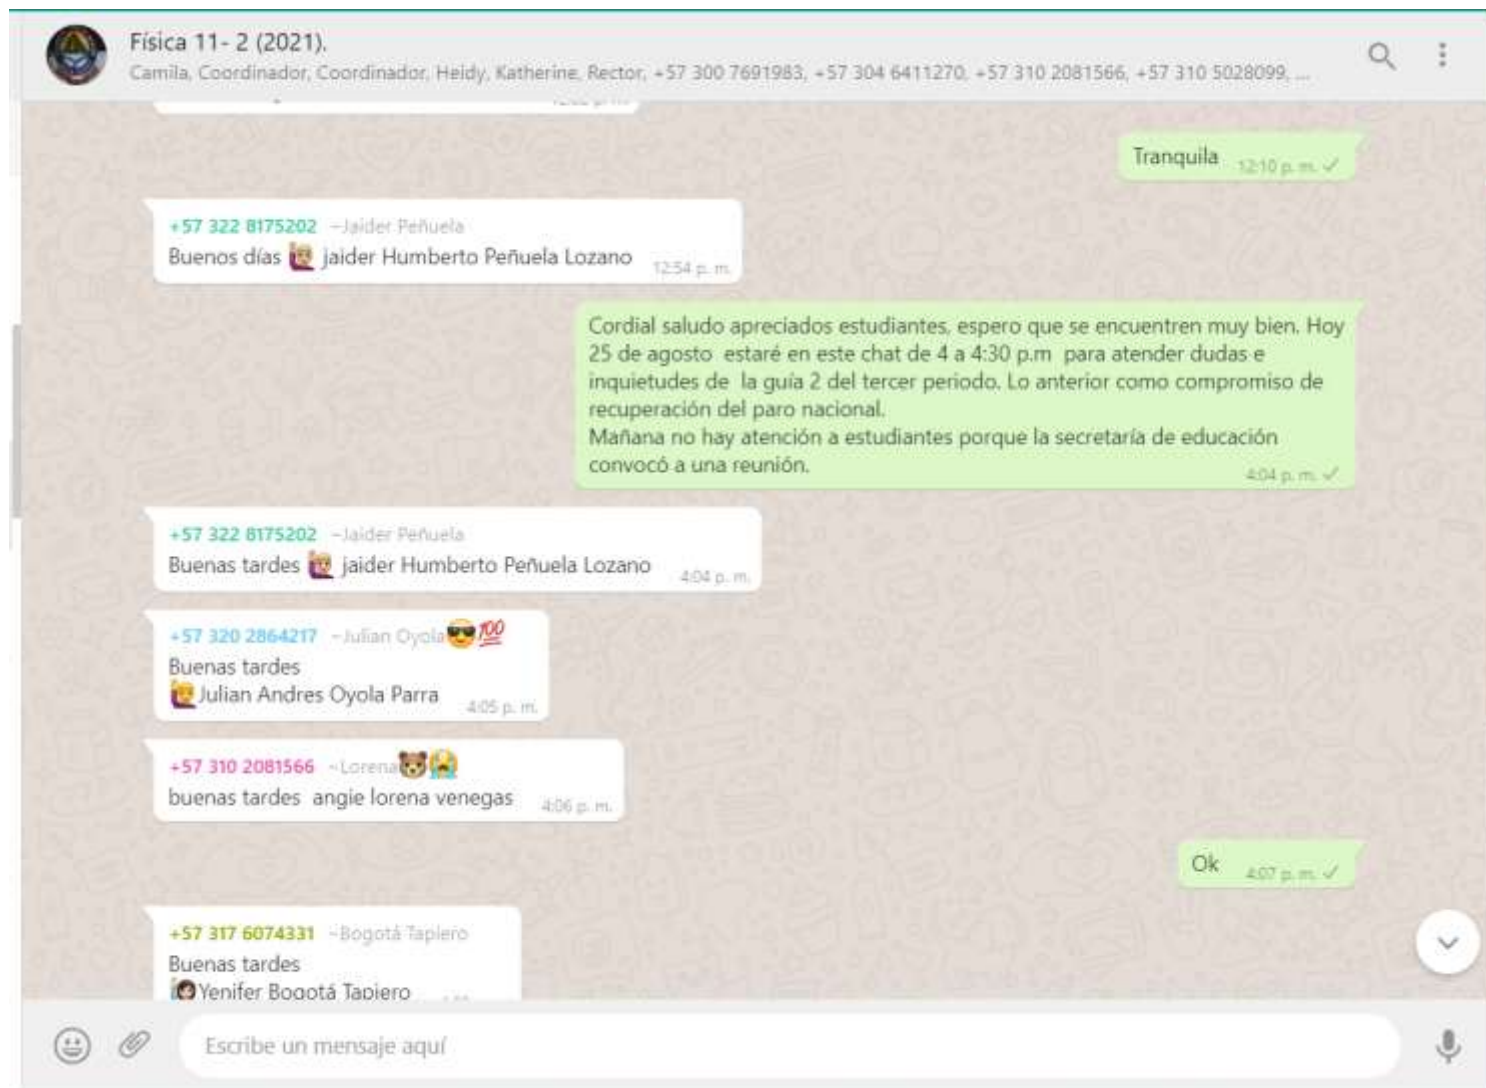 Física 11- 2 (2021).
Camila, Coordinador, Coordinador, Heidy, Katherine, Rector, +57 300 7691983, +57 304 6411270, +57 310 2081566, +57 310 5028099, ...
Tranquila 12:10 p. m.
+57 322 8175202 ~Jaider Peñuela
Buenos días 🙋🏼 jaider Humberto Peñuela Lozano 12:54 p. m.
Cordial saludo apreciados estudiantes, espero que se encuentren muy bien. Hoy
25 de agosto estaré en este chat de 4 a 4:30 p.m para atender dudas e
inquietudes de la guía 2 del tercer periodo. Lo anterior como compromiso de
recuperación del paro nacional.
Mañana no hay atención a estudiantes porque la secretaría de educación
convocó a una reunión. 4:04 p. m.
+57 322 8175202 ~Jaider Peñuela
Buenas tardes 🙋🏼 jaider Humberto Peñuela Lozano 4:04 p. m.
+57 320 2864217 ~Julian Oyola😎💯
Buenas tardes
🙋🏼Julian Andres Oyola Parra 4:05 p. m.
+57 310 2081566 ~Lorena🐻😭
buenas tardes angie lorena venegas 4:06 p. m.
Ok 4:07 p. m.
+57 317 6074331 ~Bogotá Tapiero
Buenas tardes
Yenifer Bogotá Tapiero
Escribe un mensaje aquí